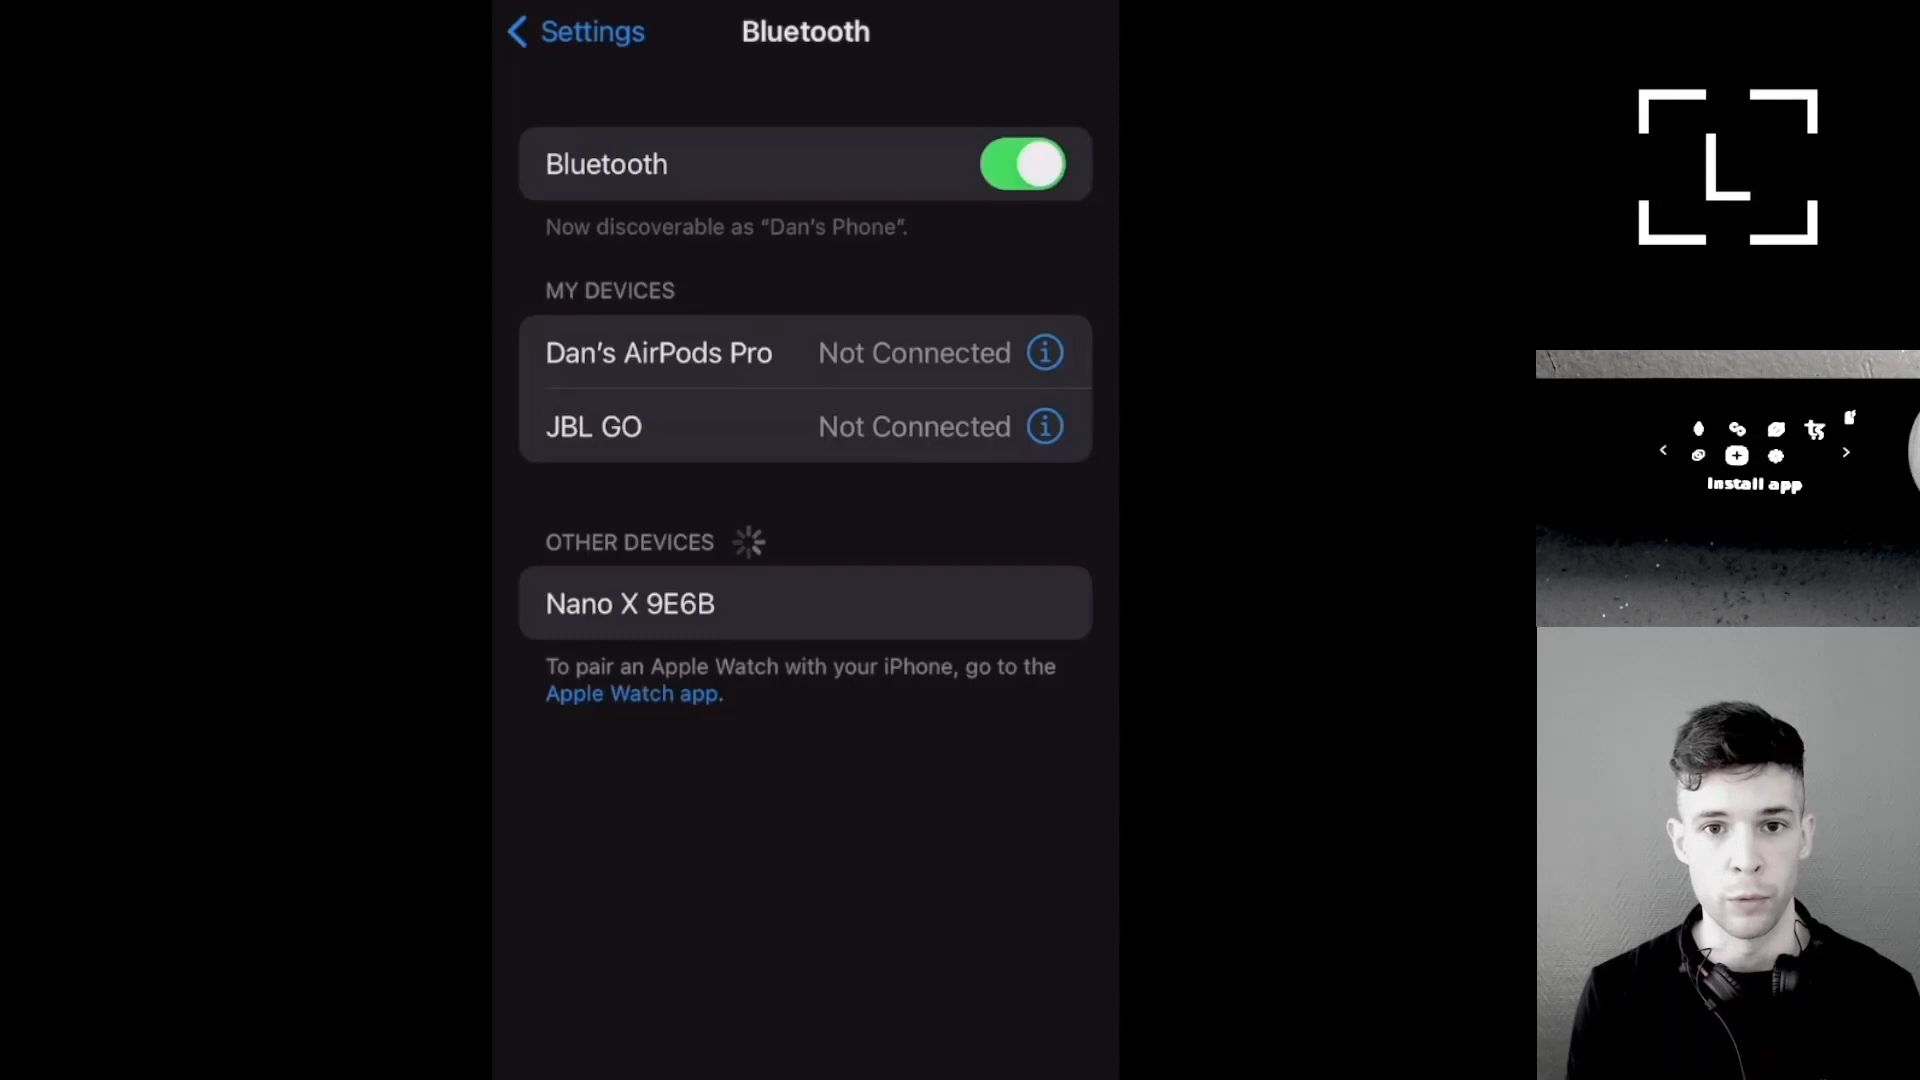 Settings
Bluetooth
Bluetooth
Now discoverable as “Dan’s Phone”.
MY DEVICES
Dan’s AirPods Pro Not Connected
JBL GO Not Connected
OTHER DEVICES
Nano X 9E6B
To pair an Apple Watch with your iPhone, go to the
Apple Watch app.
L
Install app